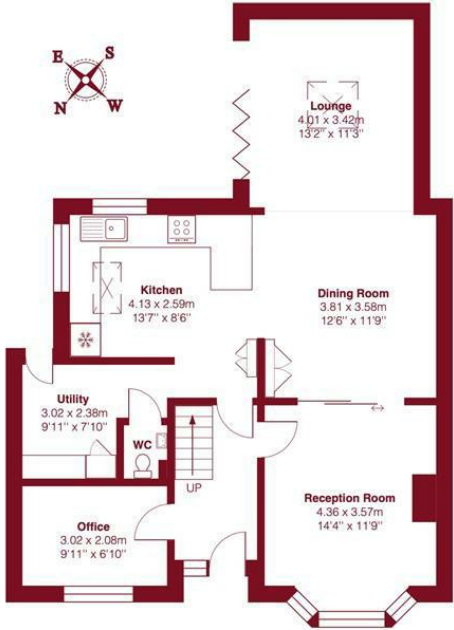 E S
N W
Lounge
4.01 x 3.42m
13'2" x 11'3"
Kitchen
4.13 x 2.59m
13'7" x 8'6"
Dining Room
3.81 x 3.58m
12'6" x 11'9"
Utility
3.02 x 2.38m
9'11" x 7'10"
WC
UP
Office
3.02 x 2.08m
9'11" x 6'10"
Reception Room
4.36 x 3.57m
14'4" x 11'9"